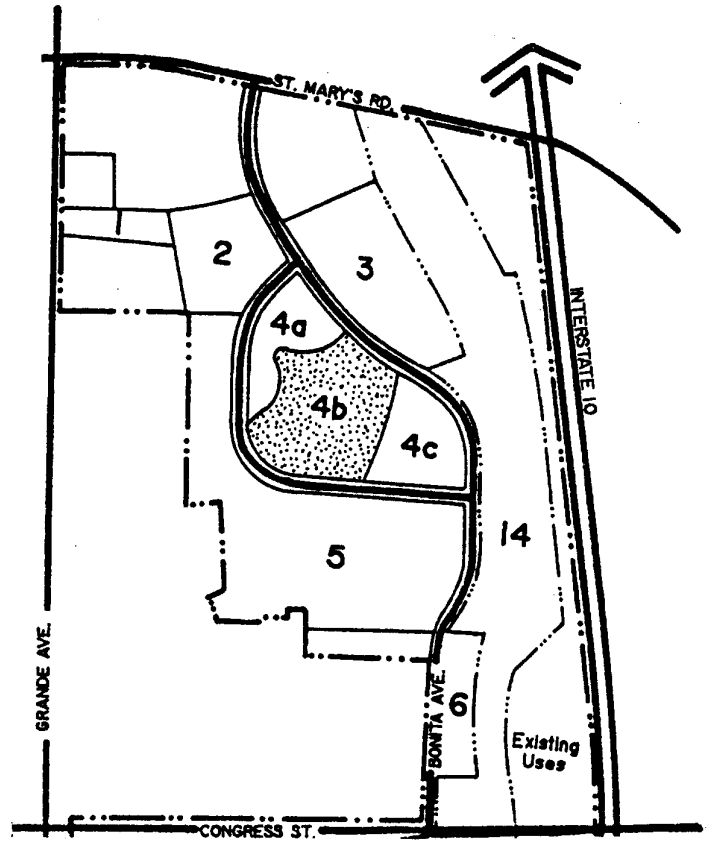 ST. MARY'S RD.
2
3
INTERSTATE 10
4a
4b
4c
14
5
GRANDE AVE.
BONITA AVE.
6
Existing
Uses
CONGRESS ST.